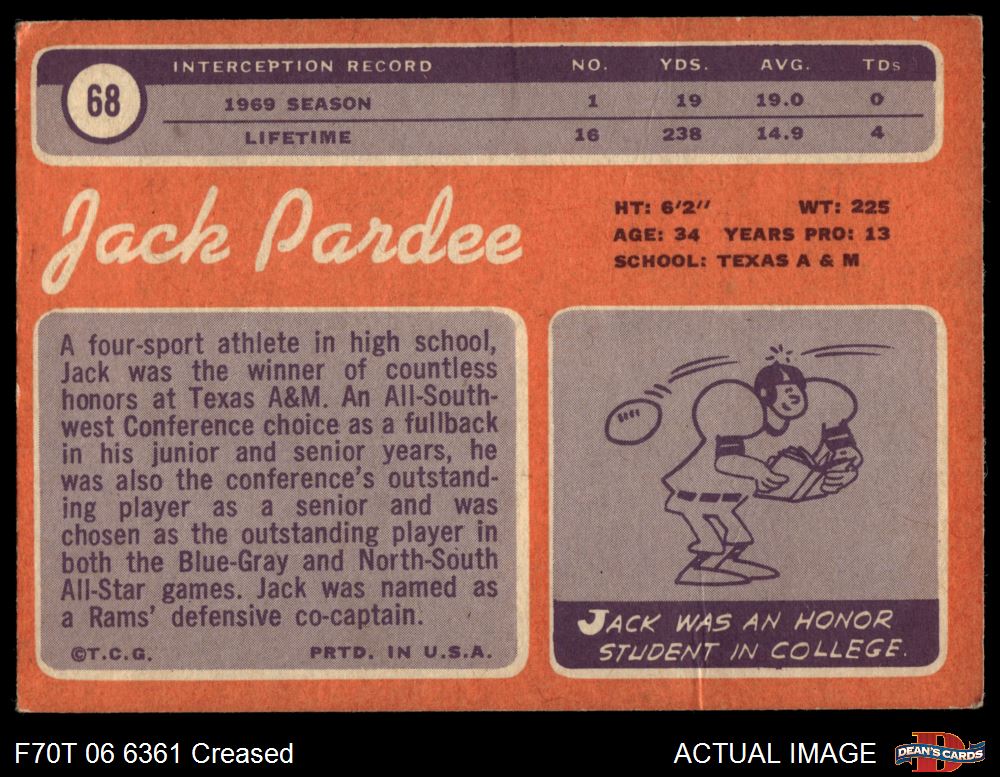 INTERCEPTION RECORD NO. YDS. AVG. TDs
68
1969 SEASON 1 19 19.0 0
LIFETIME 16 238 14.9 4
Jack Pardee
HT: 6'2'' WT: 225
AGE: 34 YEARS PRO: 13
SCHOOL: TEXAS A & M
A four-sport athlete in high school,
Jack was the winner of countless
honors at Texas A&M. An All-South-
west Conference choice as a fullback
in his junior and senior years, he
was also the conference's outstand-
ing player as a senior and was
chosen as the outstanding player in
both the Blue-Gray and North-South
All-Star games. Jack was named as
a Rams' defensive co-captain.
©T.C.G. PRTD. IN U.S.A.
JACK WAS AN HONOR
STUDENT IN COLLEGE.
F70T 06 6361 Creased
ACTUAL IMAGE
DEAN'S CARDS